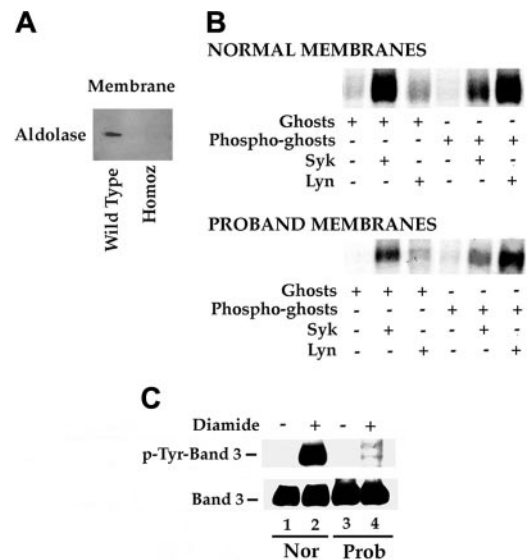 A
Membrane
Aldolase
Wild Type
Homoz
B
NORMAL MEMBRANES
Ghosts + + + - - -
Phospho-ghosts - - - + + +
Syk - + - - + -
Lyn - - + - - +
PROBAND MEMBRANES
Ghosts + + + - - -
Phospho-ghosts - - - + + +
Syk - + - - + -
Lyn - - + - - +
C
Diamide - + - +
p-Tyr-Band 3 –
Band 3 –
1 2 3 4
Nor Prob